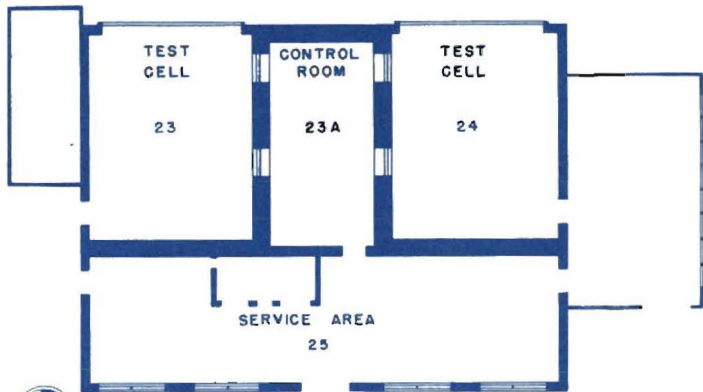 TEST
CELL
23
CONTROL
ROOM
23A
TEST
CELL
24
SERVICE AREA
25